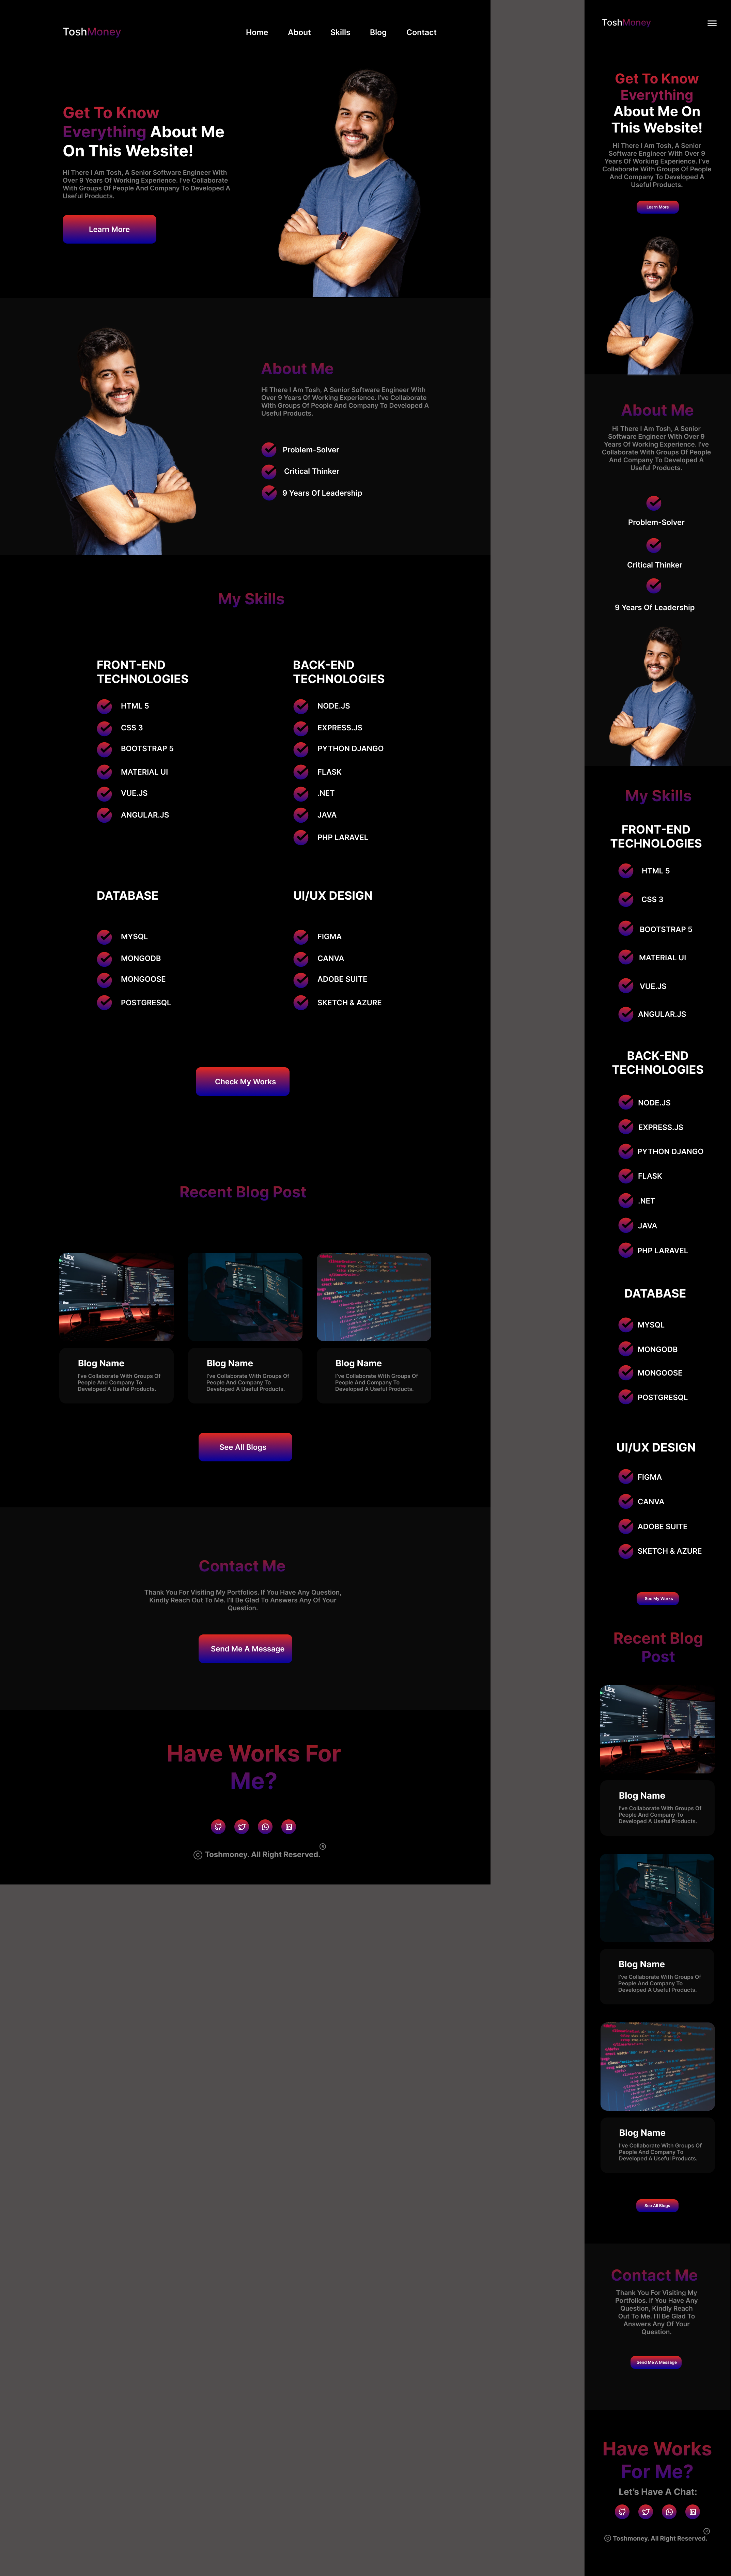 ToshMoney
Home About Skills Blog Contact
Get To Know
Everything About Me
On This Website!
Hi There I Am Tosh, A Senior Software Engineer With
Over 9 Years Of Working Experience. I've Collaborate
With Groups Of People And Company To Developed A
Useful Products.
Learn More
About Me
Hi There I Am Tosh, A Senior Software Engineer With
Over 9 Years Of Working Experience. I've Collaborate
With Groups Of People And Company To Developed A
Useful Products.
Problem-Solver
Critical Thinker
9 Years Of Leadership
My Skills
FRONT-END
TECHNOLOGIES
HTML 5
CSS 3
BOOTSTRAP 5
MATERIAL UI
VUE.JS
ANGULAR.JS
BACK-END
TECHNOLOGIES
NODE.JS
EXPRESS.JS
PYTHON DJANGO
FLASK
.NET
JAVA
PHP LARAVEL
DATABASE
MYSQL
MONGODB
MONGOOSE
POSTGRESQL
UI/UX DESIGN
FIGMA
CANVA
ADOBE SUITE
SKETCH & AZURE
Check My Works
Recent Blog Post
LEX
Blog Name
I've Collaborate With Groups Of
People And Company To
Developed A Useful Products.
Blog Name
I've Collaborate With Groups Of
People And Company To
Developed A Useful Products.
Blog Name
I've Collaborate With Groups Of
People And Company To
Developed A Useful Products.
See All Blogs
Contact Me
Thank You For Visiting My Portfolios. If You Have Any Question,
Kindly Reach Out To Me. I'll Be Glad To Answers Any Of Your
Question.
Send Me A Message
Have Works For
Me?
© Toshmoney. All Right Reserved. ®
ToshMoney
Get To Know
Everything
About Me On
This Website!
Hi There I Am Tosh, A Senior
Software Engineer With Over 9
Years Of Working Experience. I've
Collaborate With Groups Of People
And Company To Developed A
Useful Products.
Learn More
About Me
Hi There I Am Tosh, A Senior
Software Engineer With Over 9
Years Of Working Experience. I've
Collaborate With Groups Of People
And Company To Developed A
Useful Products.
Problem-Solver
Critical Thinker
9 Years Of Leadership
My Skills
FRONT-END
TECHNOLOGIES
HTML 5
CSS 3
BOOTSTRAP 5
MATERIAL UI
VUE.JS
ANGULAR.JS
BACK-END
TECHNOLOGIES
NODE.JS
EXPRESS.JS
PYTHON DJANGO
FLASK
.NET
JAVA
PHP LARAVEL
DATABASE
MYSQL
MONGODB
MONGOOSE
POSTGRESQL
UI/UX DESIGN
FIGMA
CANVA
ADOBE SUITE
SKETCH & AZURE
See My Works
Recent Blog
Post
LEX
Blog Name
I've Collaborate With Groups Of
People And Company To
Developed A Useful Products.
Blog Name
I've Collaborate With Groups Of
People And Company To
Developed A Useful Products.
Blog Name
I've Collaborate With Groups Of
People And Company To
Developed A Useful Products.
See All Blogs
Contact Me
Thank You For Visiting My
Portfolios. If You Have Any
Question, Kindly Reach
Out To Me. I'll Be Glad To
Answers Any Of Your
Question.
Send Me A Message
Have Works
For Me?
Let's Have A Chat:
© Toshmoney. All Right Reserved. ®